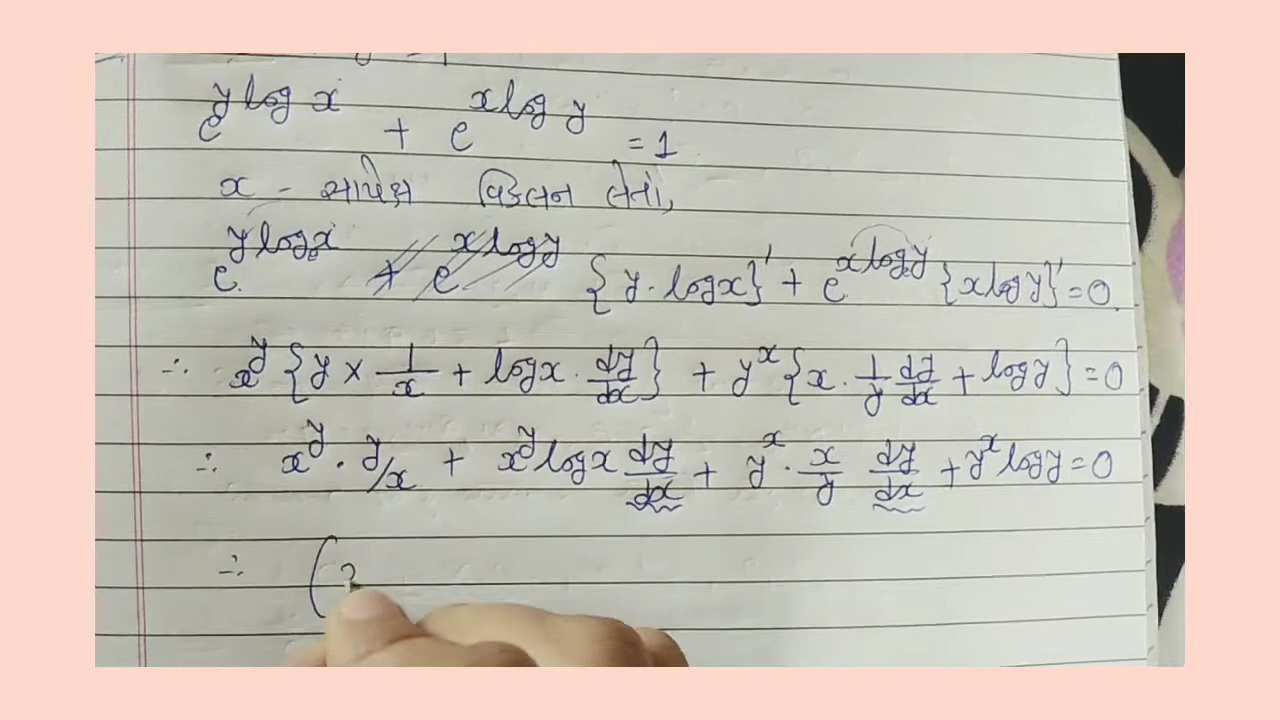 e^{y log x} + e^{x log y} = 1
x - સાપેક્ષ વિકલન લેતાં,
e^{y log_e x} + e^{x log y} {y · log x}' + e^{x log y} {x log y}' = 0
∴ x^y {y × 1/x + log x · dy/dx} + y^x {x · 1/y dy/dx + log y} = 0
∴ x^y · y/x + x^y log x dy/dx + y^x · x/y dy/dx + y^x log y = 0
∴ (